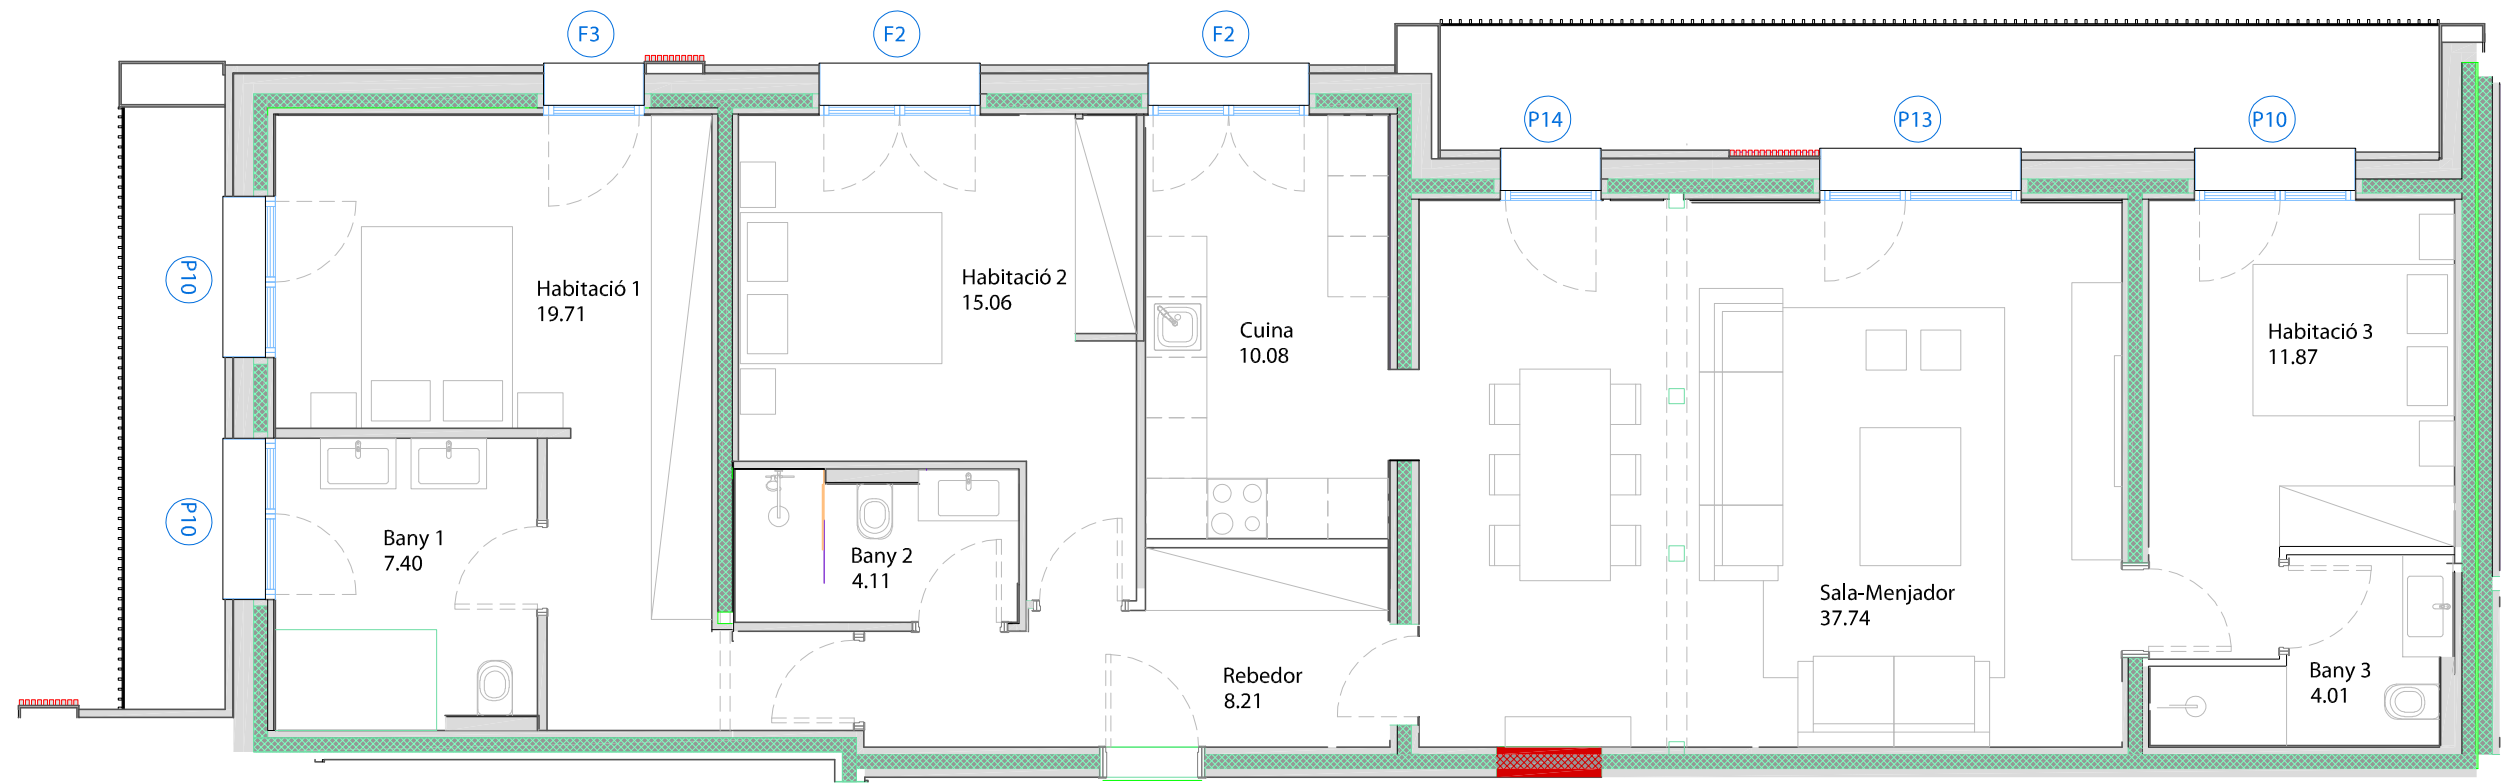 F3
F2
F2
P14
P13
P10
P10
P10
Habitació 1
19.71
Habitació 2
15.06
Cuina
10.08
Habitació 3
11.87
Bany 1
7.40
Bany 2
4.11
Sala-Menjador
37.74
Rebedor
8.21
Bany 3
4.01